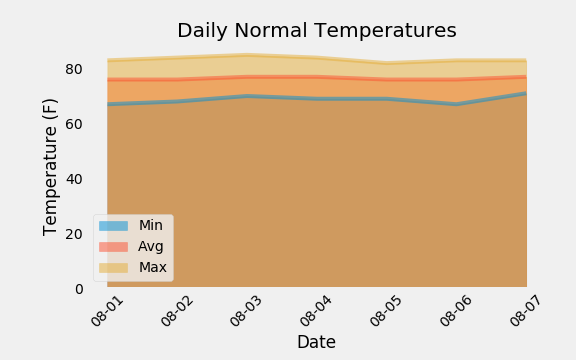 Daily Normal Temperatures
Temperature (F)
80
60
40
20
0
Min
Avg
Max
08-01
08-02
08-03
08-04
08-05
08-06
08-07
Date